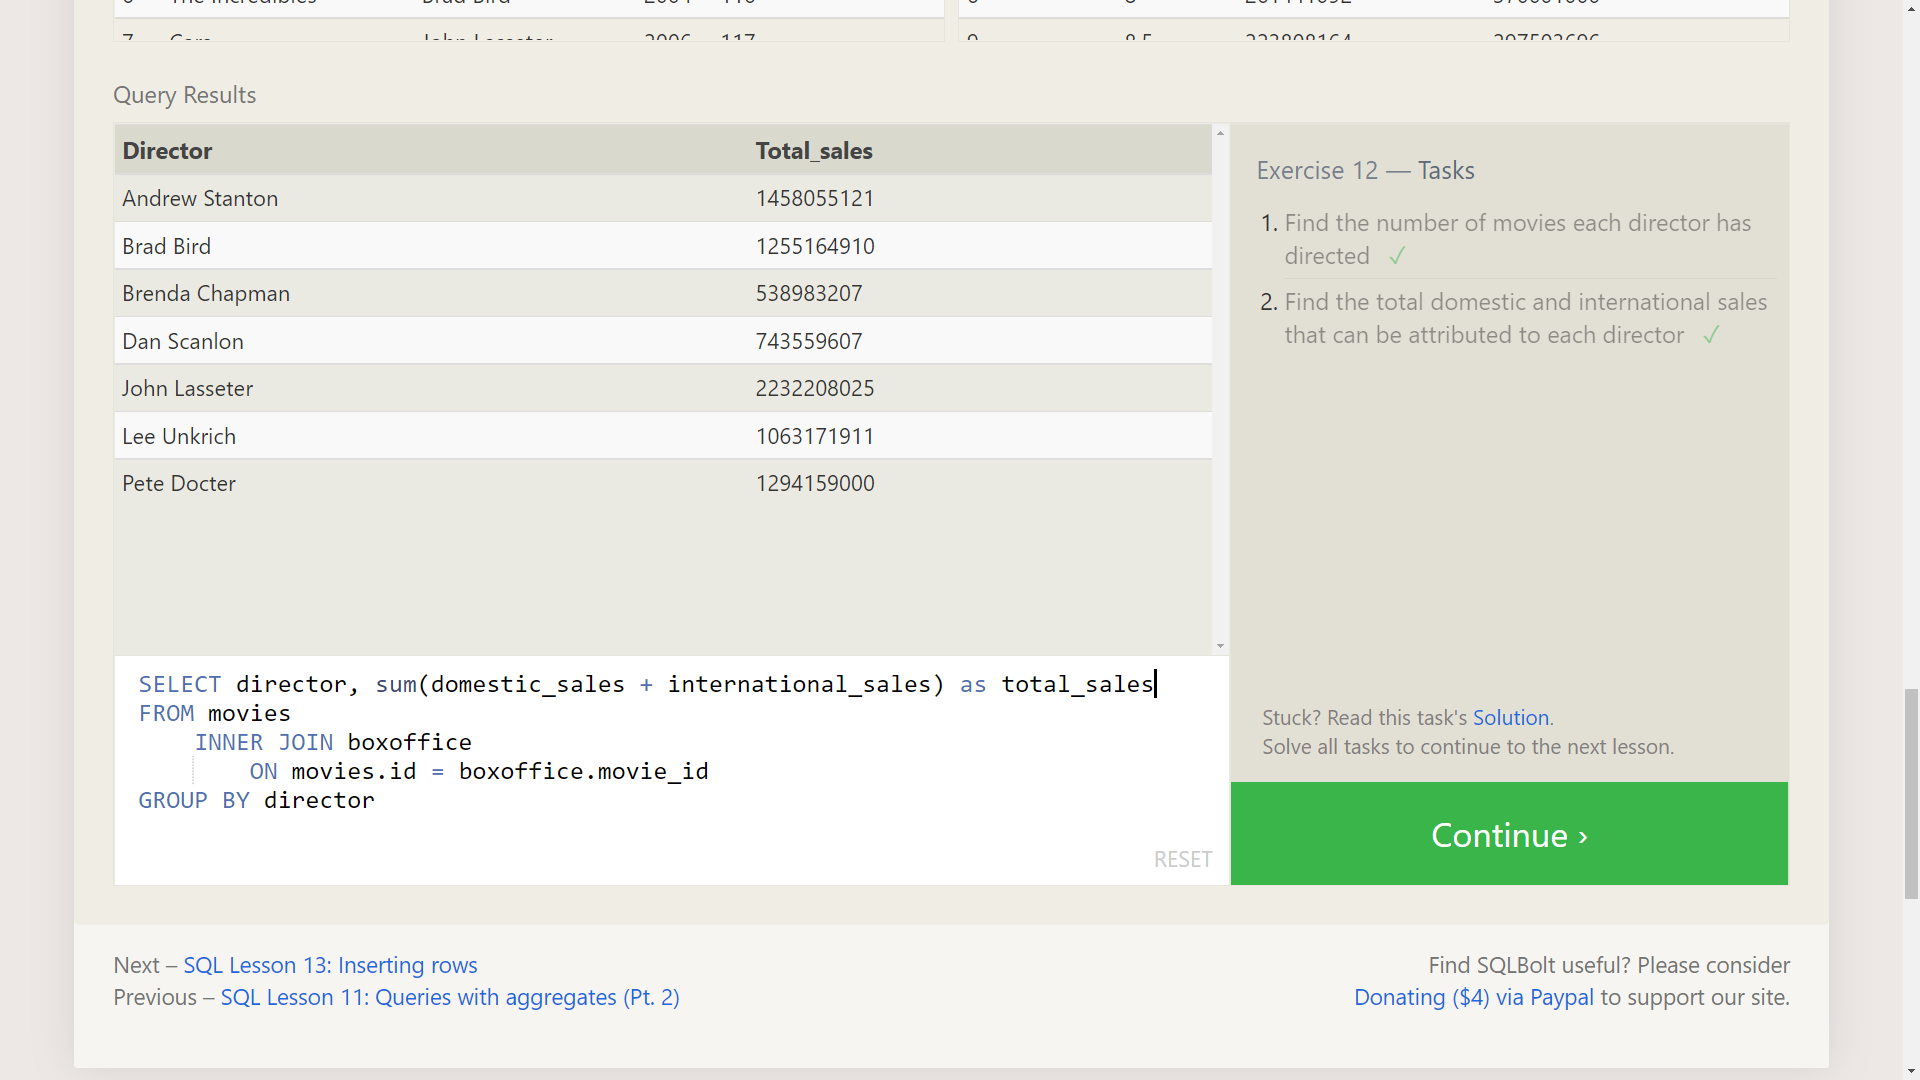 Query Results
Director Total_sales
Andrew Stanton 1458055121
Brad Bird 1255164910
Brenda Chapman 538983207
Dan Scanlon 743559607
John Lasseter 2232208025
Lee Unkrich 1063171911
Pete Docter 1294159000
Exercise 12 — Tasks
1. Find the number of movies each director has
directed ✓
2. Find the total domestic and international sales
that can be attributed to each director ✓
SELECT director, sum(domestic_sales + international_sales) as total_sales
FROM movies
INNER JOIN boxoffice
ON movies.id = boxoffice.movie_id
GROUP BY director
RESET
Stuck? Read this task's Solution.
Solve all tasks to continue to the next lesson.
Continue ›
Next – SQL Lesson 13: Inserting rows
Previous – SQL Lesson 11: Queries with aggregates (Pt. 2)
Find SQLBolt useful? Please consider
Donating ($4) via Paypal to support our site.